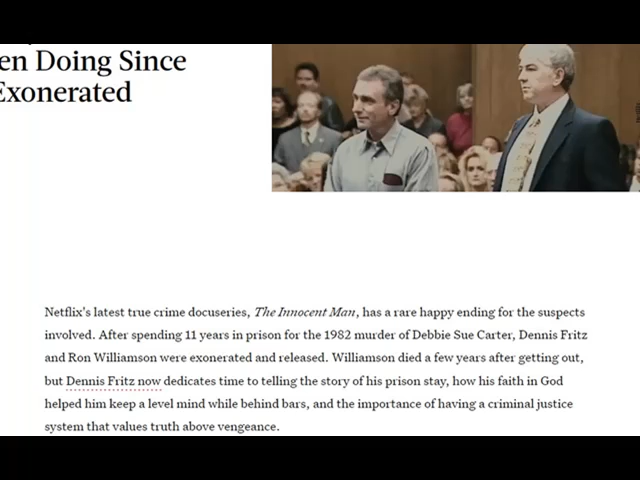 en Doing Since
Exonerated
Netflix's latest true crime docuseries, The Innocent Man, has a rare happy ending for the suspects
involved. After spending 11 years in prison for the 1982 murder of Debbie Sue Carter, Dennis Fritz
and Ron Williamson were exonerated and released. Williamson died a few years after getting out,
but Dennis Fritz now dedicates time to telling the story of his prison stay, how his faith in God
helped him keep a level mind while behind bars, and the importance of having a criminal justice
system that values truth above vengeance.